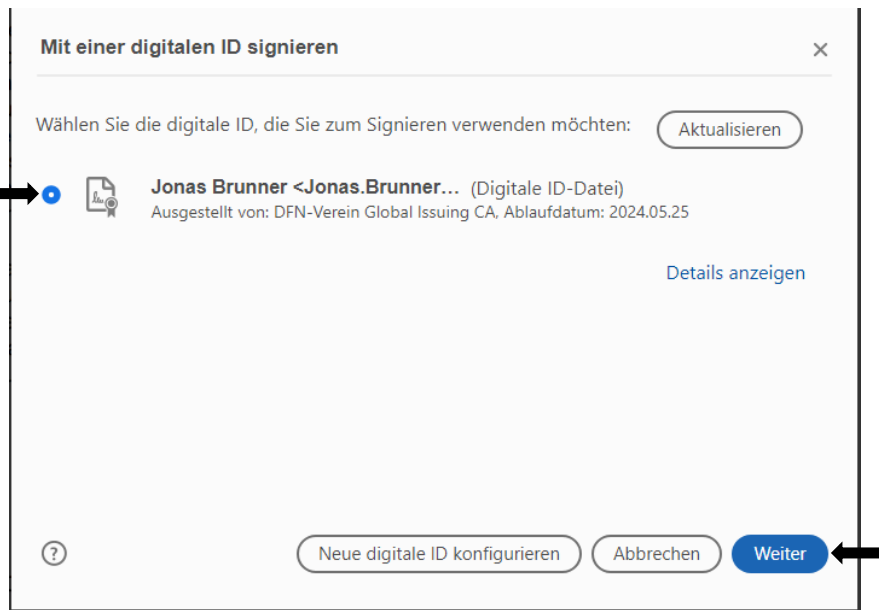 Mit einer digitalen ID signieren
Wählen Sie die digitale ID, die Sie zum Signieren verwenden möchten:
Aktualisieren
Jonas Brunner <Jonas.Brunner... (Digitale ID-Datei)
Ausgestellt von: DFN-Verein Global Issuing CA, Ablaufdatum: 2024.05.25
Details anzeigen
?
Neue digitale ID konfigurieren
Abbrechen
Weiter